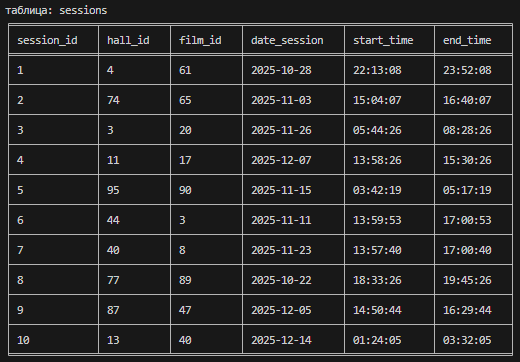 таблица: sessions
session_id hall_id film_id date_session start_time end_time
1 4 61 2025-10-28 22:13:08 23:52:08
2 74 65 2025-11-03 15:04:07 16:40:07
3 3 20 2025-11-26 05:44:26 08:28:26
4 11 17 2025-12-07 13:58:26 15:30:26
5 95 90 2025-11-15 03:42:19 05:17:19
6 44 3 2025-11-11 13:59:53 17:00:53
7 40 8 2025-11-23 13:57:40 17:00:40
8 77 89 2025-10-22 18:33:26 19:45:26
9 87 47 2025-12-05 14:50:44 16:29:44
10 13 40 2025-12-14 01:24:05 03:32:05